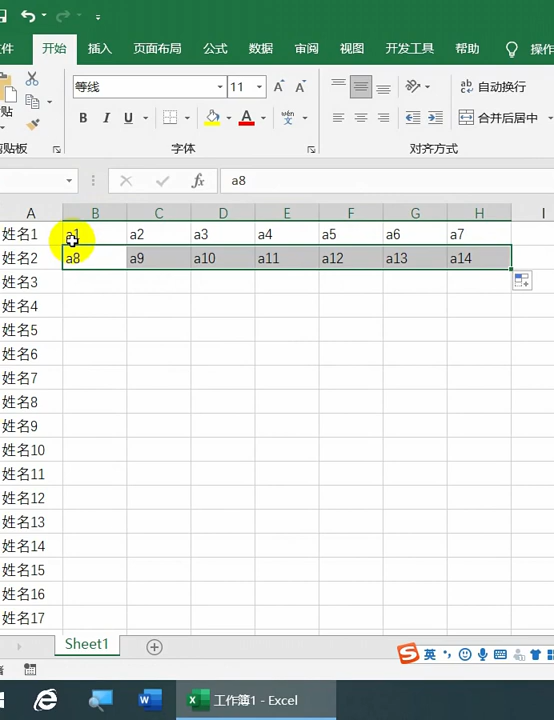 文件 开始 插入 页面布局 公式 数据 审阅 视图 开发工具 帮助 操作
贴
等线 11 A A
自动换行
B I U A wén 文
合并后居中
剪贴板 字体 对齐方式
fx a8
A B C D E F G H I
姓名1 a1 a2 a3 a4 a5 a6 a7
姓名2 a8 a9 a10 a11 a12 a13 a14
姓名3
姓名4
姓名5
姓名6
姓名7
姓名8
姓名9
姓名10
姓名11
姓名12
姓名13
姓名14
姓名15
姓名16
姓名17
Sheet1
S 英
工作簿1 - Excel